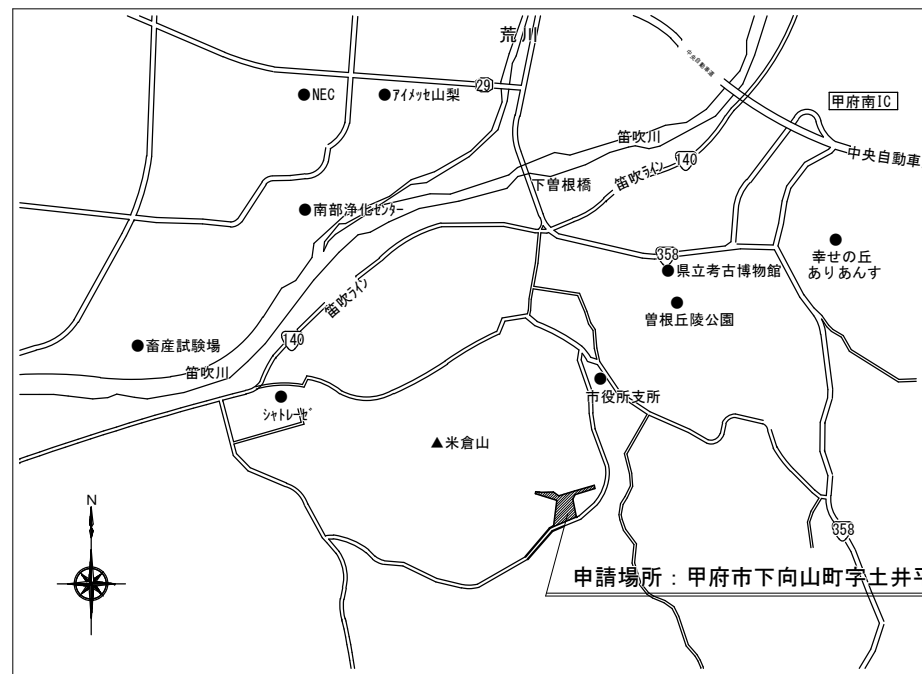 荒川
中央自動車道
29
●NEC
●アイメッセ山梨
甲府南IC
笛吹川
140
中央自動車
笛吹ライン
下曽根橋
●南部浄化センター
358
●県立考古博物館
幸せの丘
ありあんす
笛吹ライン
曽根丘陵公園
140
●畜産試験場
笛吹川
市役所支所
シャトレーゼ
▲米倉山
N
358
申請場所：甲府市下向山町字土井平